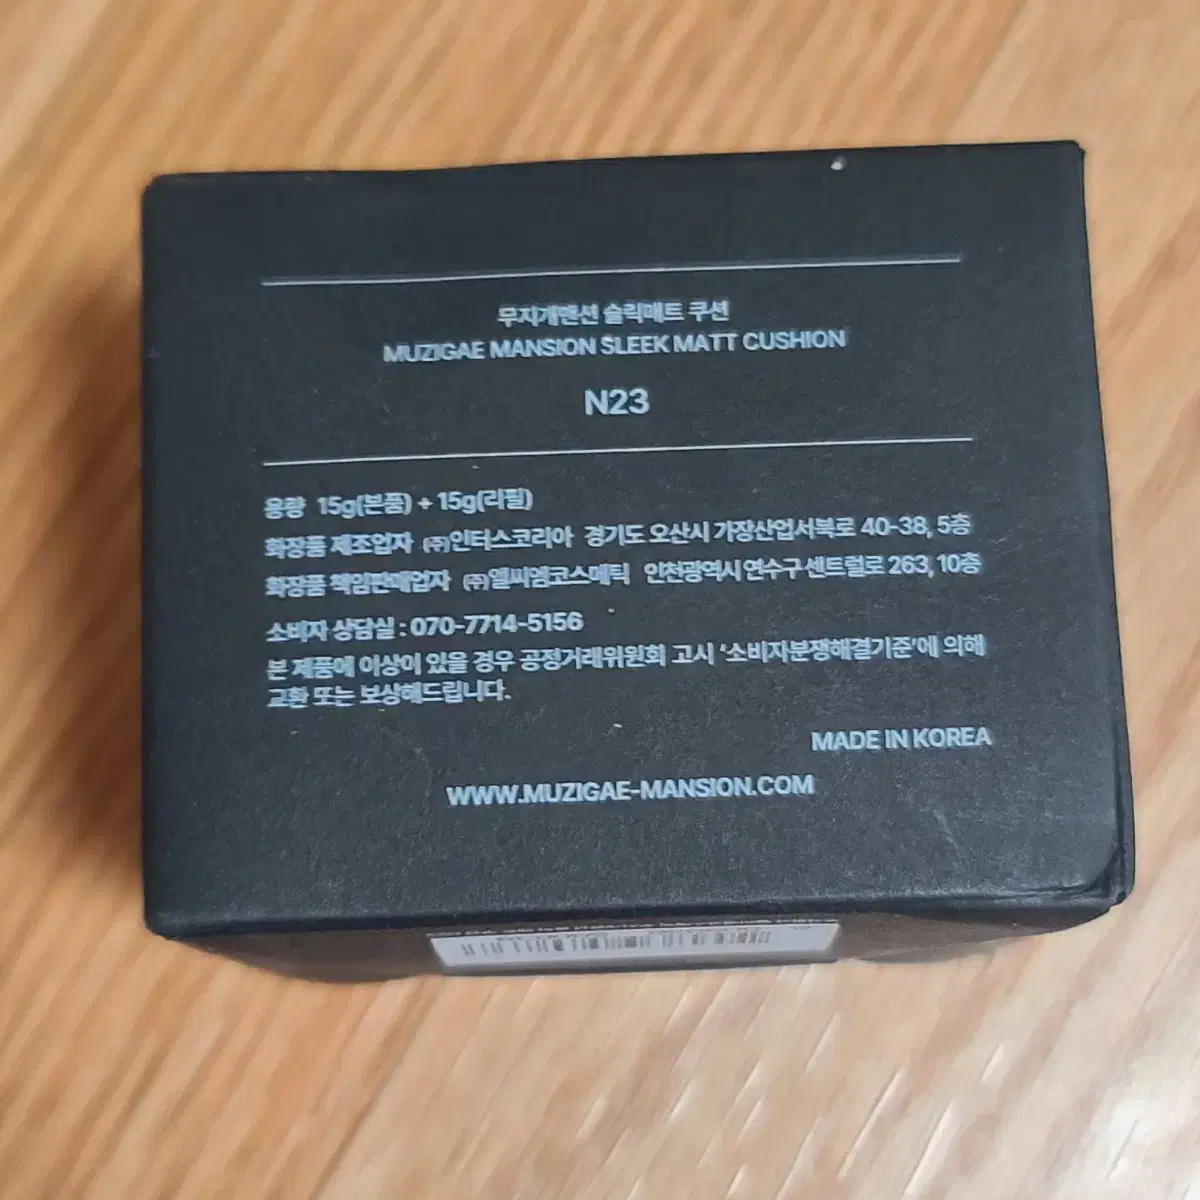 무지개맨션 슬릭매트 쿠션
MUZIGAE MANSION SLEEK MATT CUSHION
N23
용량 15g(본품) + 15g(리필)
화장품 제조업자 (주)인터스코리아 경기도 오산시 가장산업서북로 40-38, 5층
화장품 책임판매업자 (주)엘씨엠코스메틱 인천광역시 연수구 센트럴로 263, 10층
소비자 상담실 : 070-7714-5156
본 제품에 이상이 있을 경우 공정거래위원회 고시 '소비자분쟁해결기준'에 의해
교환 또는 보상해드립니다.
MADE IN KOREA
WWW.MUZIGAE-MANSION.COM